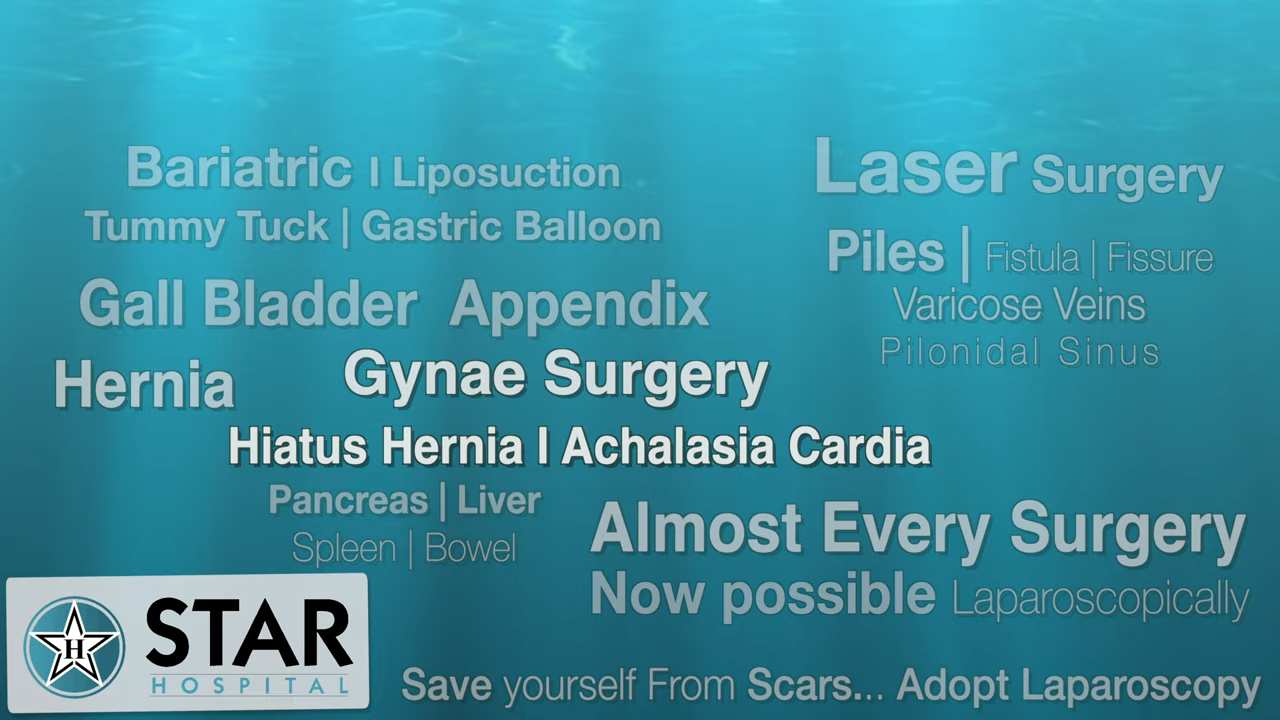 Bariatric | Liposuction
Tummy Tuck | Gastric Balloon
Gall Bladder Appendix
Hernia
Gynae Surgery
Hiatus Hernia | Achalasia Cardia
Pancreas | Liver
Spleen | Bowel
Laser Surgery
Piles | Fistula | Fissure
Varicose Veins
Pilonidal Sinus
Almost Every Surgery
Now possible Laparoscopically
H
STAR
HOSPITAL
Save yourself From Scars... Adopt Laparoscopy